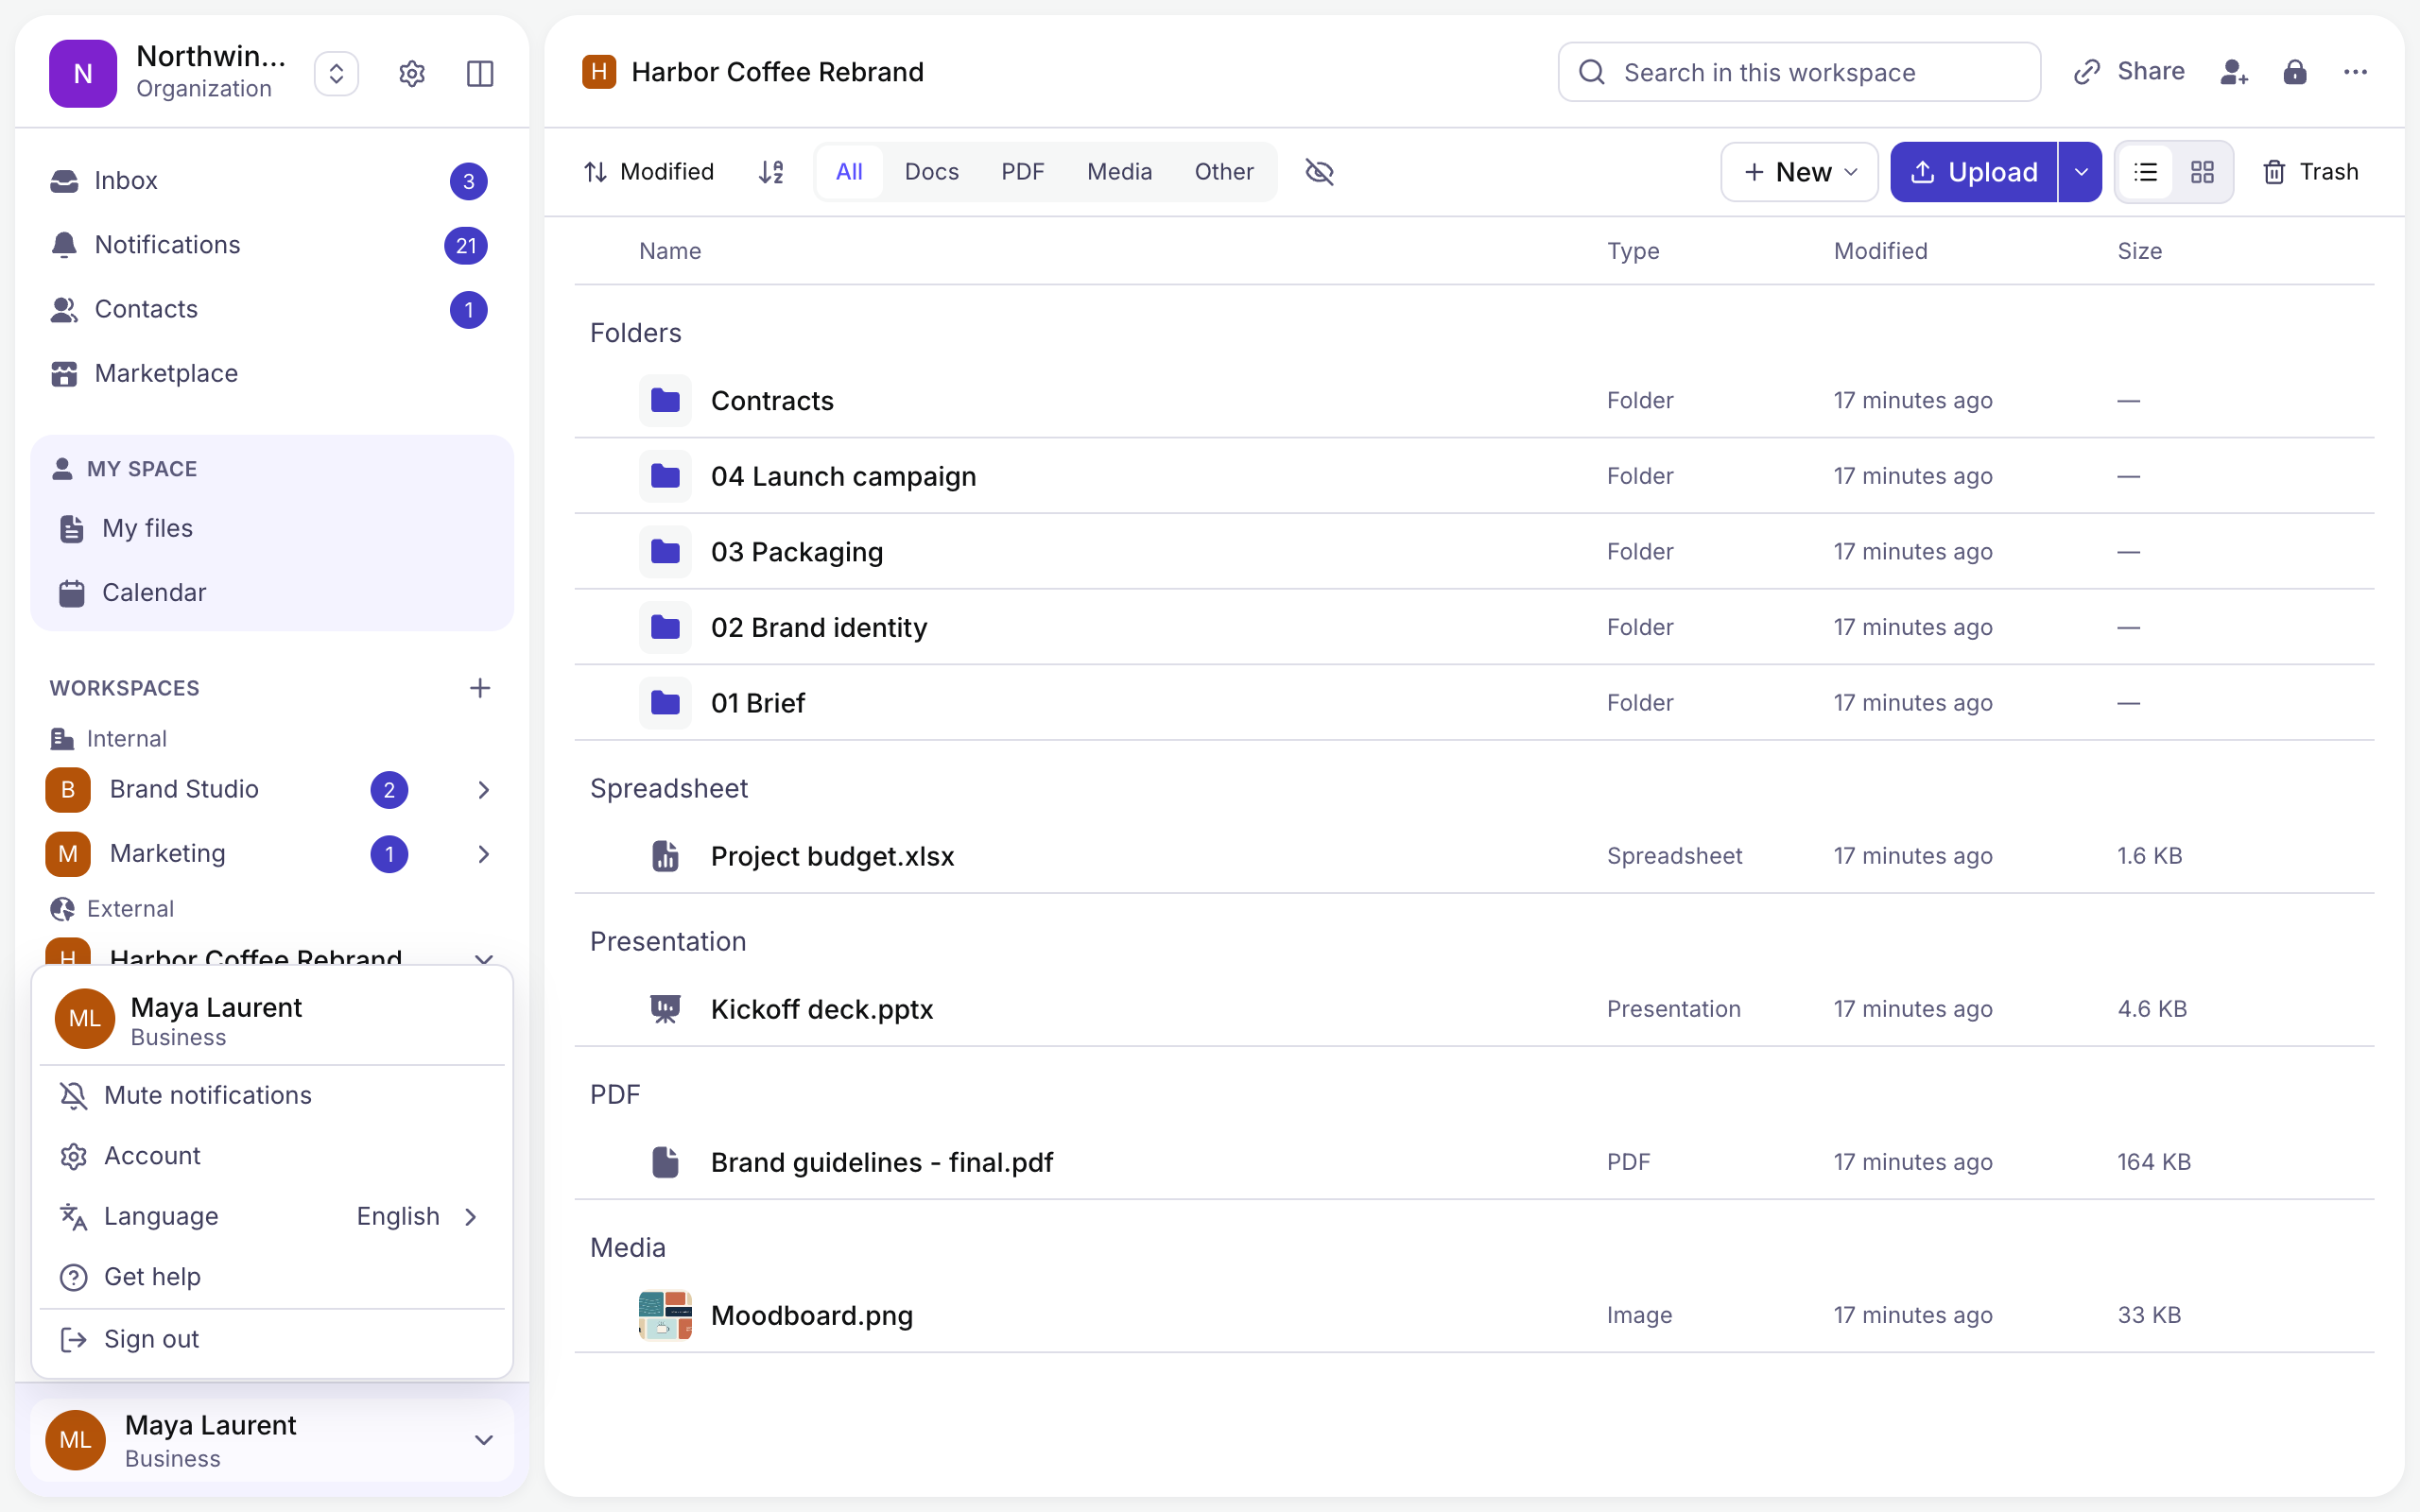 N
Northwin...
Organization
Inbox
3
Notifications
21
Contacts
1
Marketplace
MY SPACE
My files
Calendar
WORKSPACES
Internal
B
Brand Studio
2
M
Marketing
1
External
H
Harbor Coffee Rebrand
ML
Maya Laurent
Business
Mute notifications
Account
Language
English
Get help
Sign out
ML
Maya Laurent
Business
H
Harbor Coffee Rebrand
Search in this workspace
Share
Modified
All
Docs
PDF
Media
Other
New
Upload
Trash
Name
Type
Modified
Size
Folders
Contracts
Folder
17 minutes ago
—
04 Launch campaign
Folder
17 minutes ago
—
03 Packaging
Folder
17 minutes ago
—
02 Brand identity
Folder
17 minutes ago
—
01 Brief
Folder
17 minutes ago
—
Spreadsheet
Project budget.xlsx
Spreadsheet
17 minutes ago
1.6 KB
Presentation
Kickoff deck.pptx
Presentation
17 minutes ago
4.6 KB
PDF
Brand guidelines - final.pdf
PDF
17 minutes ago
164 KB
Media
Moodboard.png
Image
17 minutes ago
33 KB